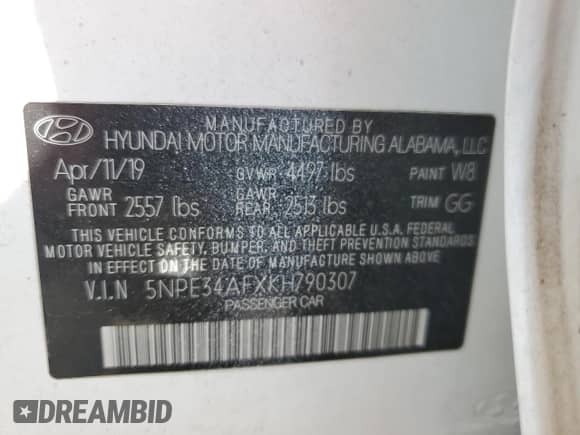 MANUFACTURED BY
HYUNDAI MOTOR MANUFACTURING ALABAMA, LLC
Apr/11/19 GVWR 4497 lbs PAINT W8
GAWR FRONT 2557 lbs GAWR REAR 2513 lbs TRIM GG
THIS VEHICLE CONFORMS TO ALL APPLICABLE U.S.A. FEDERAL
MOTOR VEHICLE SAFETY, BUMPER, AND THEFT PREVENTION STANDARDS
IN EFFECT ON THE DATE OF MANUFACTURE SHOWN ABOVE.
V.I.N 5NPE34AFXKH790307
PASSENGER CAR
DREAMBID